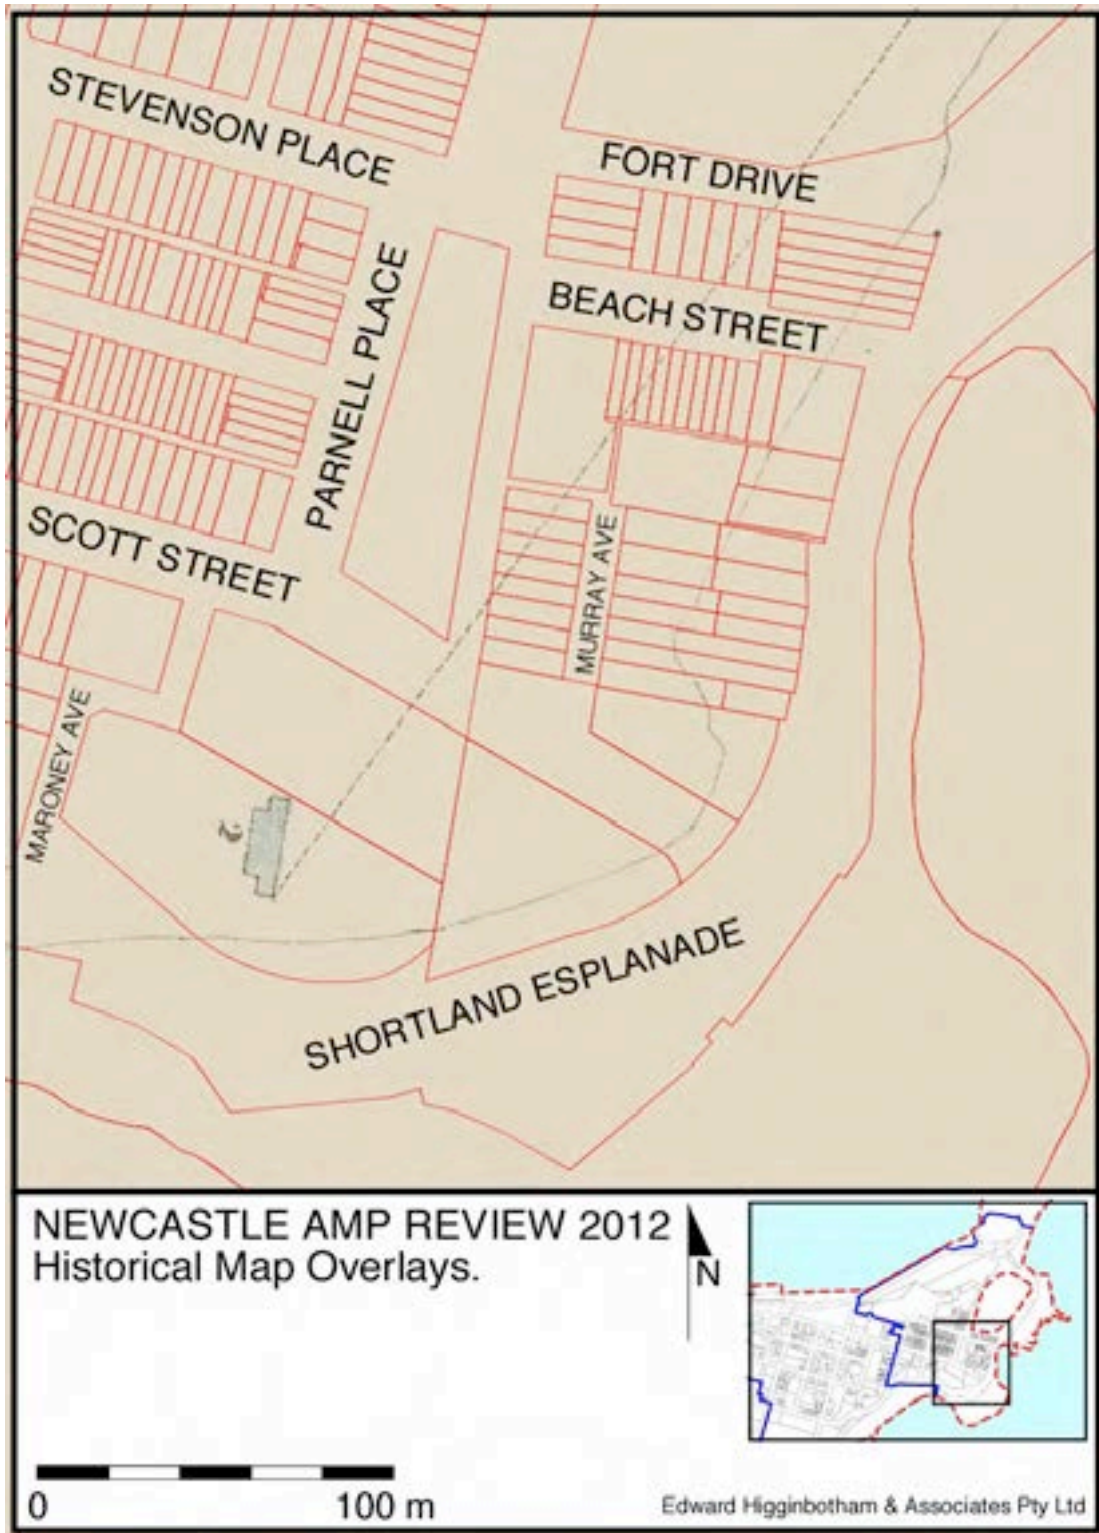 STEVENSON PLACE
FORT DRIVE
BEACH STREET
PARNELL PLACE
SCOTT STREET
MURRAY AVE
MARONEY AVE
2
SHORTLAND ESPLANADE
NEWCASTLE AMP REVIEW 2012
Historical Map Overlays.
N
0 100 m
Edward Higginbotham & Associates Pty Ltd